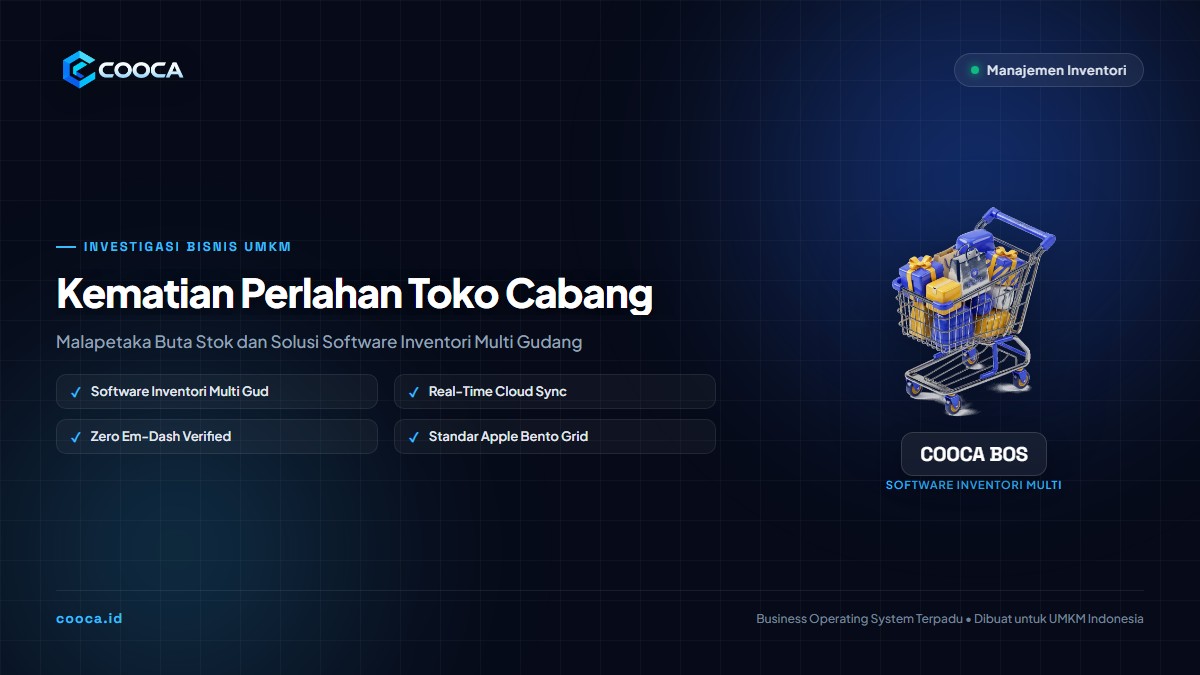 COOCA
Manajemen Inventori
INVESTIGASI BISNIS UMKM
Kematian Perlahan Toko Cabang
Malapetaka Buta Stok dan Solusi Software Inventori Multi Gudang
✓ Software Inventori Multi Gud
✓ Real-Time Cloud Sync
✓ Zero Em-Dash Verified
✓ Standar Apple Bento Grid
COOCA BOS
SOFTWARE INVENTORI MULTI
cooca.id
Business Operating System Terpadu • Dibuat untuk UMKM Indonesia